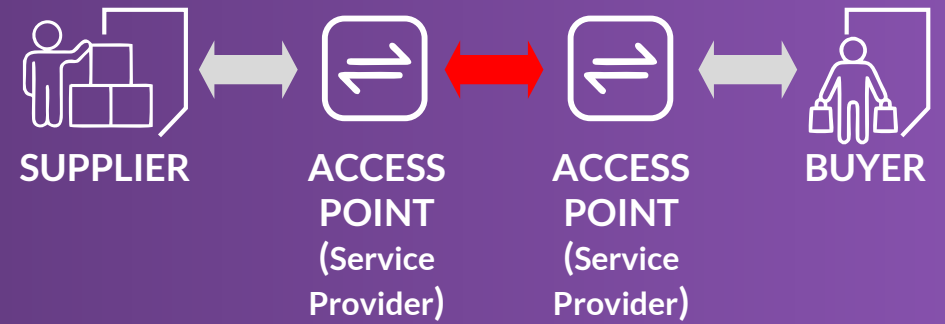 SUPPLIER
ACCESS
POINT
(Service
Provider)
ACCESS
POINT
(Service
Provider)
BUYER